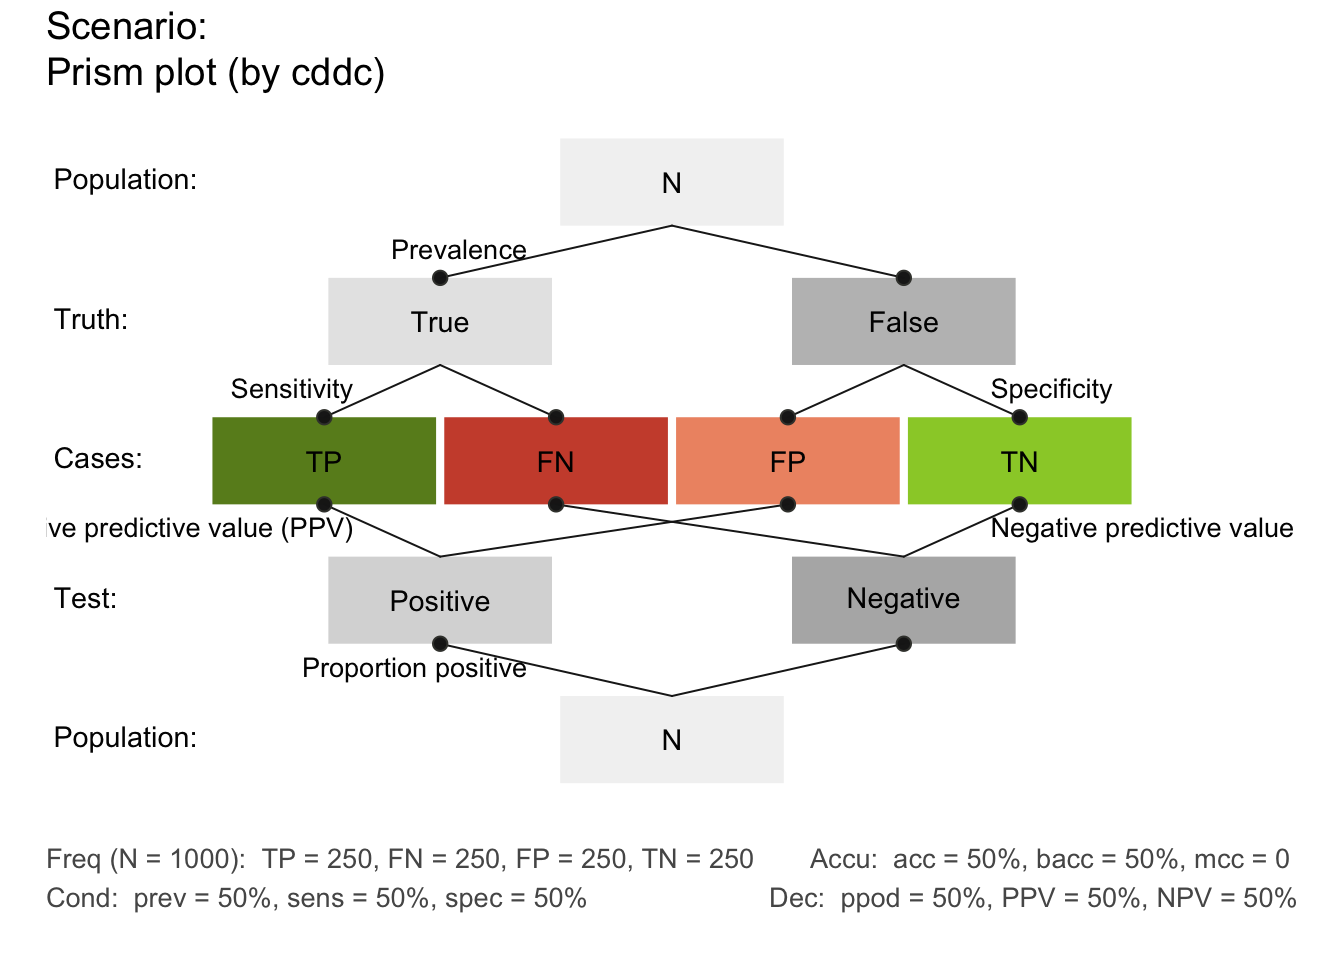 Scenario:
Prism plot (by cddc)
Population:
N
Prevalence
Truth:
True
False
Sensitivity
Specificity
Cases:
TP
FN
FP
TN
ive predictive value (PPV)
Negative predictive value
Test:
Positive
Negative
Proportion positive
Population:
N
Freq (N = 1000):  TP = 250, FN = 250, FP = 250, TN = 250
Accu:  acc = 50%, bacc = 50%, mcc = 0
Cond:  prev = 50%, sens = 50%, spec = 50%
Dec:  ppod = 50%, PPV = 50%, NPV = 50%